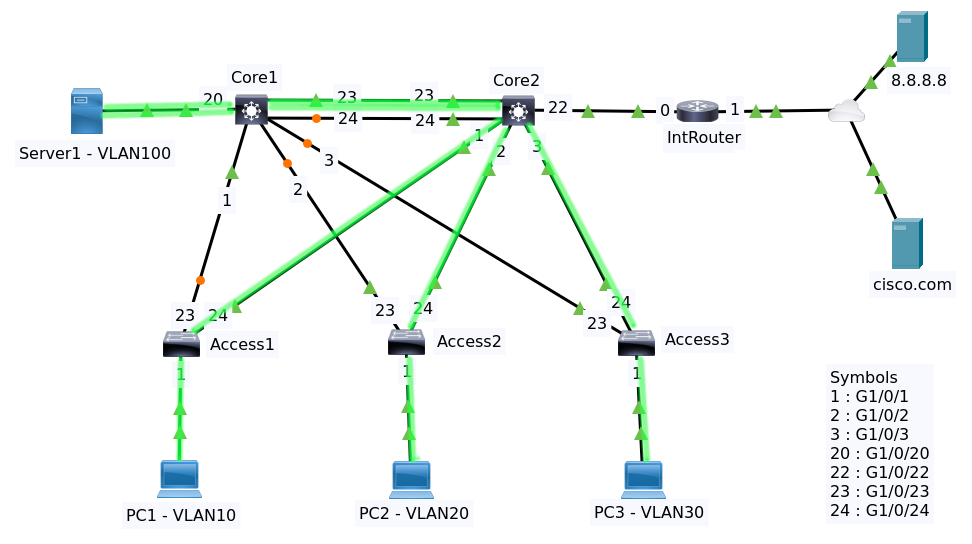 Core1
Core2
8.8.8.8
20
23
23
22
0
1
24
24
IntRouter
Server1 - VLAN100
1
2
3
3
2
1
cisco.com
23
24
23
24
23
24
Access1
Access2
Access3
1
1
1
PC1 - VLAN10
PC2 - VLAN20
PC3 - VLAN30
Symbols
1 : G1/0/1
2 : G1/0/2
3 : G1/0/3
20 : G1/0/20
22 : G1/0/22
23 : G1/0/23
24 : G1/0/24